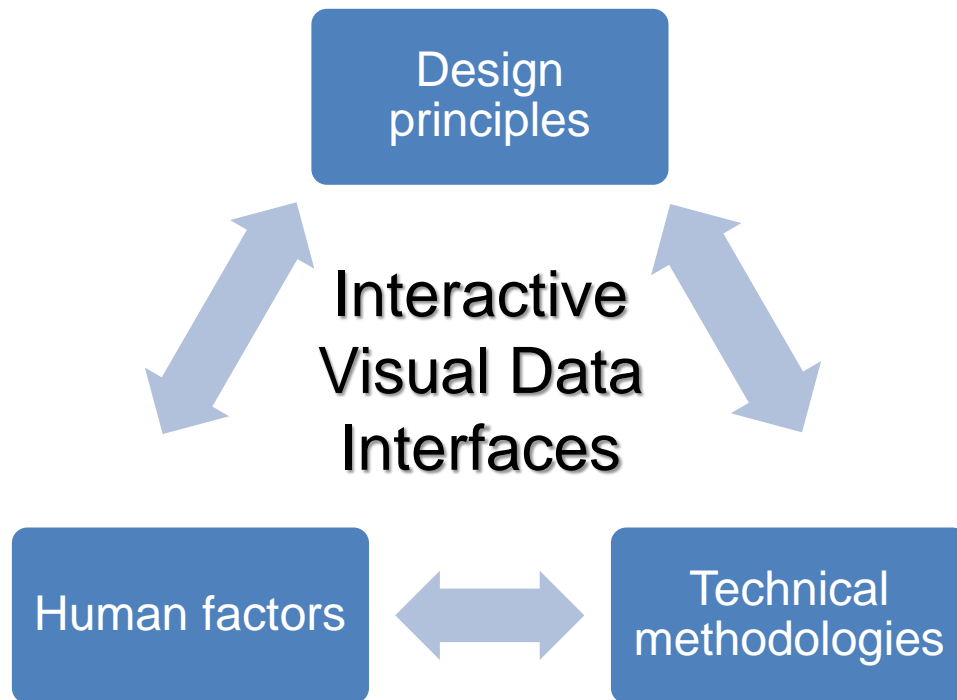 Design
principles
Interactive
Visual Data
Interfaces
Human factors
Technical
methodologies